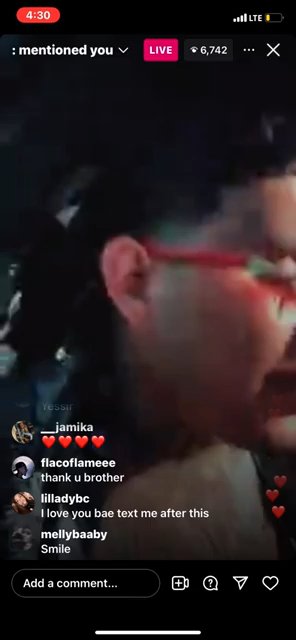 4:30
LTE
: mentioned you
LIVE
6,742
Yessir
__jamika
❤️❤️❤️❤️
flacoflameee
thank u brother
lilladybc
I love you bae text me after this
mellybaaby
Smile
Add a comment...